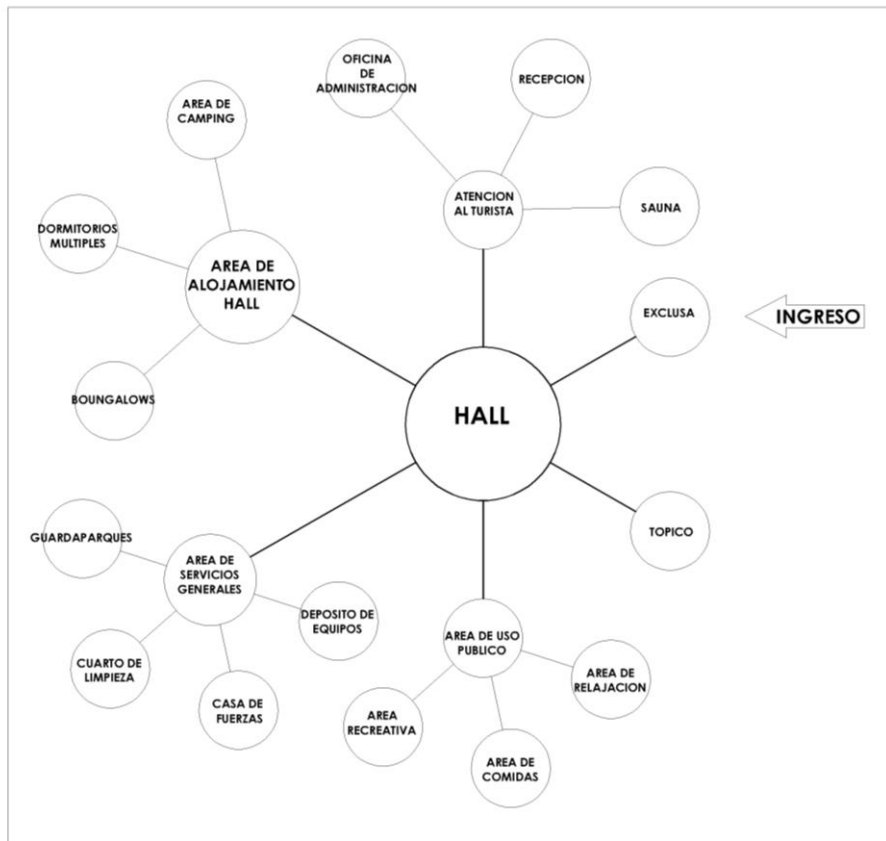 OFICINA
DE
ADMINISTRACION
RECEPCION
AREA DE
CAMPING
ATENCION
AL TURISTA
SAUNA
DORMITORIOS
MULTIPLES
AREA DE
ALOJAMIENTO
HALL
EXCLUSA
INGRESO
BOUNGALOWS
HALL
TOPICO
GUARDAPARQUES
AREA DE
SERVICIOS
GENERALES
DEPOSITO DE
EQUIPOS
CUARTO DE
LIMPIEZA
CASA DE
FUERZAS
AREA DE USO
PUBLICO
AREA DE
RELAJACION
AREA
RECREATIVA
AREA DE
COMIDAS